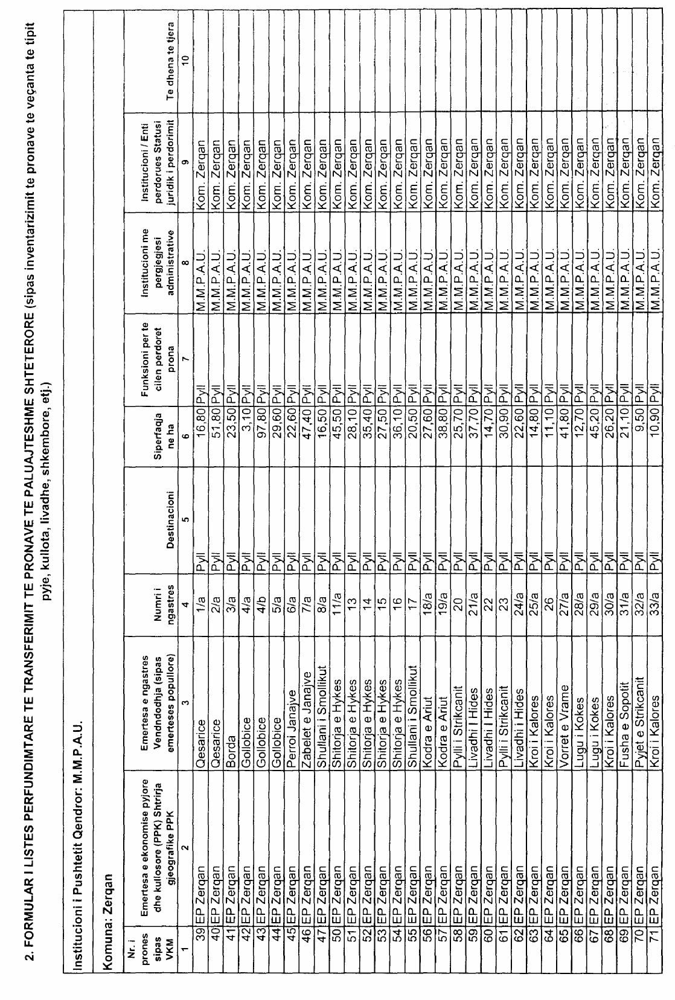 2. FORMULAR I LISTES PERFUNDIMTARE TE TRANSFERIMIT TE PRONAVE TE PALUAJTESHME SHTETERORE (sipas inventarizimit te pronave te veçanta te tipit
pyje, kullota, livadhe, shkembore, etj.)
Institucioni i Pushtetit Qendror: M.M.P.A.U.
Komuna: Zerqan
Nr. i prones sipas VKM | Emertesa e ekonomise pyjore dhe kulosore (PPK) Shtrirja gjeografike PPK | Emertesa e ngastres Vendndodhja (sipas emerteses popullore) | Numri i ngastres | Destinacioni | Siperfaqja ne ha | Funksioni per te cilen perdoret prona | Institucioni me pergjegjesi administrative | Institucioni / Enti perdorues Statusi juridik i perdorimit | Te dhena te tjera
1 | 2 | 3 | 4 | 5 | 6 | 7 | 8 | 9 | 10
39 | EP Zerqan | Qesarice | 1/a | Pyll | 16,80 | Pyll | M.M.P.A.U. | Kom. Zerqan
40 | EP Zerqan | Qesarice | 2/a | Pyll | 51,80 | Pyll | M.M.P.A.U. | Kom. Zerqan
41 | EP Zerqan | Borda | 3/a | Pyll | 23,50 | Pyll | M.M.P.A.U. | Kom. Zerqan
42 | EP Zerqan | Gollobice | 4/a | Pyll | 3,10 | Pyll | M.M.P.A.U. | Kom. Zerqan
43 | EP Zerqan | Gollobice | 4/b | Pyll | 97,80 | Pyll | M.M.P.A.U. | Kom. Zerqan
44 | EP Zerqan | Gollobice | 5/a | Pyll | 29,60 | Pyll | M.M.P.A.U. | Kom. Zerqan
45 | EP Zerqan | Perroi Janajve | 6/a | Pyll | 22,60 | Pyll | M.M.P.A.U. | Kom. Zerqan
46 | EP Zerqan | Zabelet e Janajve | 7/a | Pyll | 47,40 | Pyll | M.M.P.A.U. | Kom. Zerqan
47 | EP Zerqan | Shullani i Smollikut | 8/a | Pyll | 16,50 | Pyll | M.M.P.A.U. | Kom. Zerqan
50 | EP Zerqan | Shitorja e Hykes | 11/a | Pyll | 45,50 | Pyll | M.M.P.A.U. | Kom. Zerqan
51 | EP Zerqan | Shitorja e Hykes | 13 | Pyll | 28,10 | Pyll | M.M.P.A.U. | Kom. Zerqan
52 | EP Zerqan | Shitorja e Hykes | 14 | Pyll | 35,40 | Pyll | M.M.P.A.U. | Kom. Zerqan
53 | EP Zerqan | Shitorja e Hykes | 15 | Pyll | 27,50 | Pyll | M.M.P.A.U. | Kom. Zerqan
54 | EP Zerqan | Shitorja e Hykes | 16 | Pyll | 36,10 | Pyll | M.M.P.A.U. | Kom. Zerqan
55 | EP Zerqan | Shullani i Smollikut | 17 | Pyll | 20,50 | Pyll | M.M.P.A.U. | Kom. Zerqan
56 | EP Zerqan | Kodra e Ariut | 18/a | Pyll | 27,60 | Pyll | M.M.P.A.U. | Kom. Zerqan
57 | EP Zerqan | Kodra e Ariut | 19/a | Pyll | 38,80 | Pyll | M.M.P.A.U. | Kom. Zerqan
58 | EP Zerqan | Pylli i Strikcanit | 20 | Pyll | 25,70 | Pyll | M.M.P.A.U. | Kom. Zerqan
59 | EP Zerqan | Livadhi I Hides | 21/a | Pyll | 37,70 | Pyll | M.M.P.A.U. | Kom. Zerqan
60 | EP Zerqan | Livadhi I Hides | 22 | Pyll | 14,70 | Pyll | M.M.P.A.U. | Kom. Zerqan
61 | EP Zerqan | Pylli i Strikcanit | 23 | Pyll | 30,90 | Pyll | M.M.P.A.U. | Kom. Zerqan
62 | EP Zerqan | Livadhi i Hides | 24/a | Pyll | 22,60 | Pyll | M.M.P.A.U. | Kom. Zerqan
63 | EP Zerqan | Kroi i Kalores | 25/a | Pyll | 14,80 | Pyll | M.M.P.A.U. | Kom. Zerqan
64 | EP Zerqan | Kroi i Kalores | 26 | Pyll | 11,10 | Pyll | M.M.P.A.U. | Kom. Zerqan
65 | EP Zerqan | Vorret e Vrame | 27/a | Pyll | 41,80 | Pyll | M.M.P.A.U. | Kom. Zerqan
66 | EP Zerqan | Lugu i Kokes | 28/a | Pyll | 12,70 | Pyll | M.M.P.A.U. | Kom. Zerqan
67 | EP Zerqan | Lugu i Kokes | 29/a | Pyll | 45,20 | Pyll | M.M.P.A.U. | Kom. Zerqan
68 | EP Zerqan | Kroi i Kalores | 30/a | Pyll | 26,20 | Pyll | M.M.P.A.U. | Kom. Zerqan
69 | EP Zerqan | Fusha e Sopotit | 31/a | Pyll | 21,10 | Pyll | M.M.P.A.U. | Kom. Zerqan
70 | EP Zerqan | Pyjet e Strikcanit | 32/a | Pyll | 9,50 | Pyll | M.M.P.A.U. | Kom. Zerqan
71 | EP Zerqan | Kroi i Kalores | 33/a | Pyll | 10,90 | Pyll | M.M.P.A.U. | Kom. Zerqan